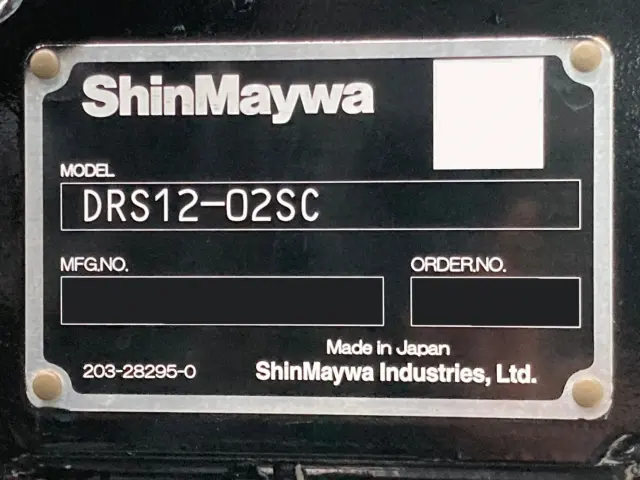 ShinMaywa
MODEL
DRS12-02SC
MFG.NO.
ORDER.NO.
Made in Japan
203-28295-0
ShinMaywa Industries, Ltd.